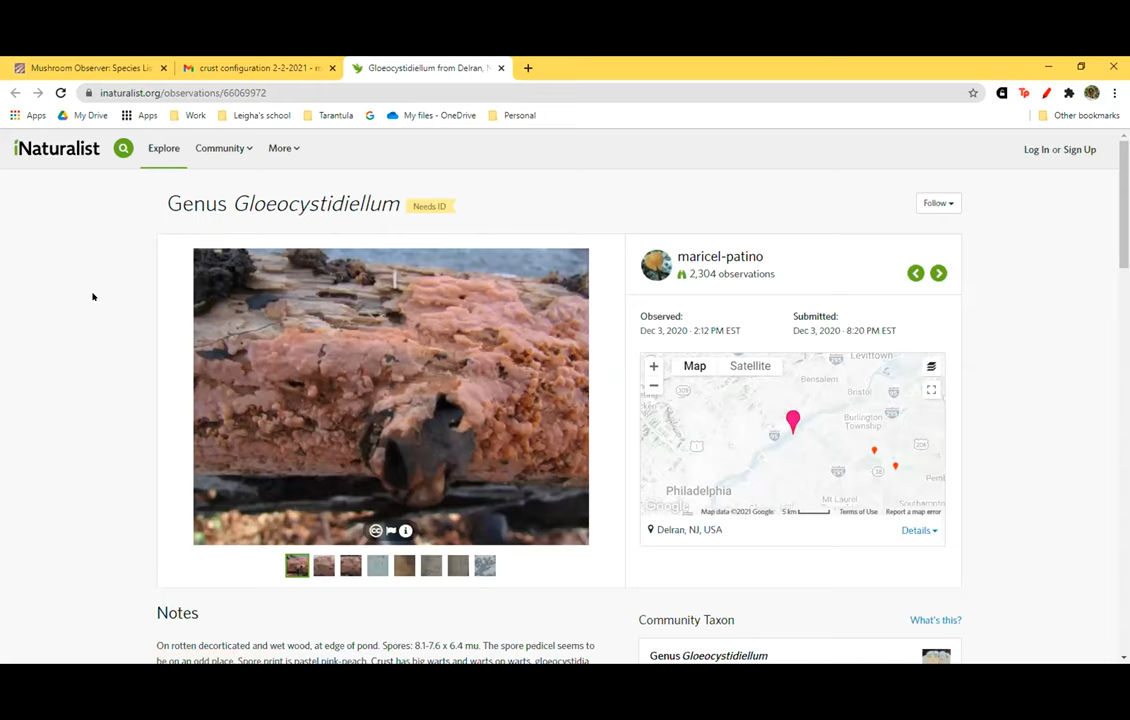 Mushroom Observer: Species Lis
crust configuration 2-2-2021 - m
Gloeocystidiellum from Delran, N
inaturalist.org/observations/66069972
Apps My Drive Apps Work Leigha's school Tarantula My files - OneDrive Personal Other bookmarks
iNaturalist Explore Community More Log In or Sign Up
Genus Gloeocystidiellum Needs ID
Follow
maricel-patino
2,304 observations
Observed: Submitted:
Dec 3, 2020 · 2:12 PM EST Dec 3, 2020 · 8:20 PM EST
Map Satellite
Levittown
Bensalem
Bristol
Burlington
Township
Philadelphia
Mt Laurel
Southampton
Google Map data ©2021 Google 5 km Terms of Use Report a map error
Delran, NJ, USA Details
Notes
On rotten decorticated and wet wood, at edge of pond. Spores: 8.1-7.6 x 6.4 mu. The spore pedicel seems to
be on an odd place. Spore print is pastel pink-peach. Crust has big warts and warts on warts, gloeocystidia
Community Taxon What's this?
Genus Gloeocystidiellum